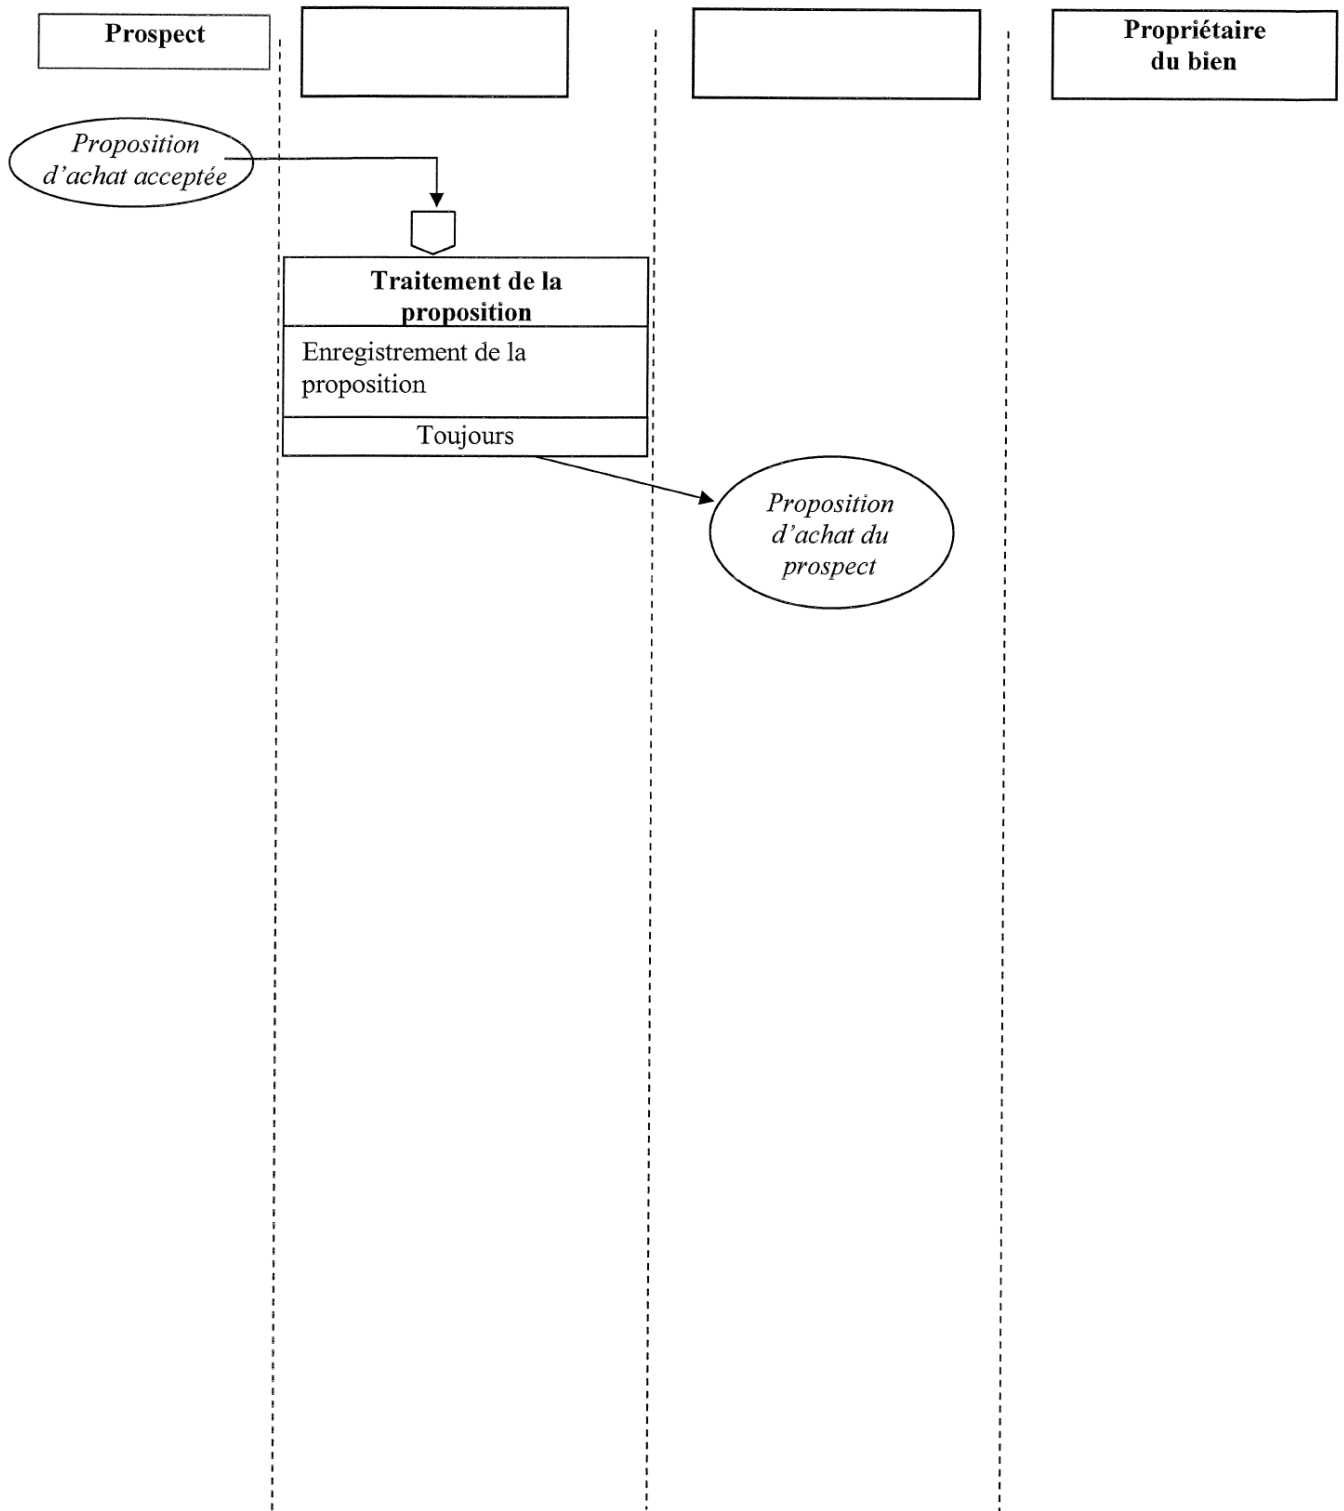 Prospect
Propriétaire
du bien
Proposition
d'achat acceptée
Traitement de la
proposition
Enregistrement de la
proposition
Toujours
Proposition
d'achat du
prospect